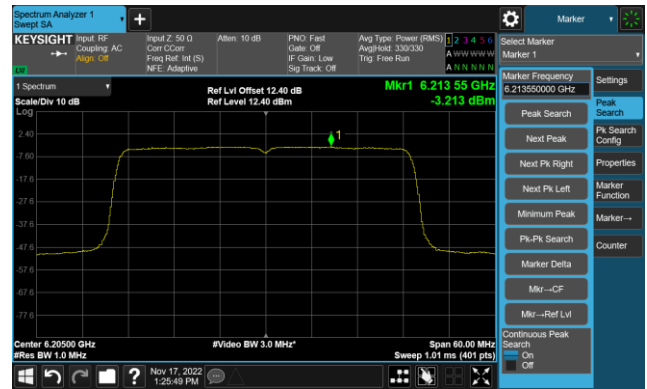 Spectrum Analyzer 1
Swept SA
Marker
KEYSIGHT
Input: RF
Coupling: AC
Align: Off
Input Z: 50 Ω
Corr CCorr
Freq Ref: Int (S)
NFE: Adaptive
Atten: 10 dB
PNO: Fast
Gate: Off
IF Gain: Low
Sig Track: Off
Avg Type: Power (RMS)
Avg|Hold: 330/330
Trig: Free Run
1 2 3 4 5 6
A W W W W W
A N N N N N
Select Marker
Marker 1
1 Spectrum
Scale/Div 10 dB
Log
Ref Lvl Offset 12.40 dB
Ref Level 12.40 dBm
Mkr1 6.213 55 GHz
-3.213 dBm
1
2.40
-7.60
-17.6
-27.6
-37.6
-47.6
-57.6
-67.6
-77.6
Center 6.20500 GHz
#Res BW 1.0 MHz
#Video BW 3.0 MHz*
Span 60.00 MHz
Sweep 1.01 ms (401 pts)
Marker Frequency
6.213550000 GHz
Peak Search
Next Peak
Next Pk Right
Next Pk Left
Minimum Peak
Pk-Pk Search
Marker Delta
Mkr→CF
Mkr→Ref Lvl
Continuous Peak
Search
On
Off
Settings
Peak
Search
Pk Search
Config
Properties
Marker
Function
Marker→
Counter
?
Nov 17, 2022
1:25:49 PM